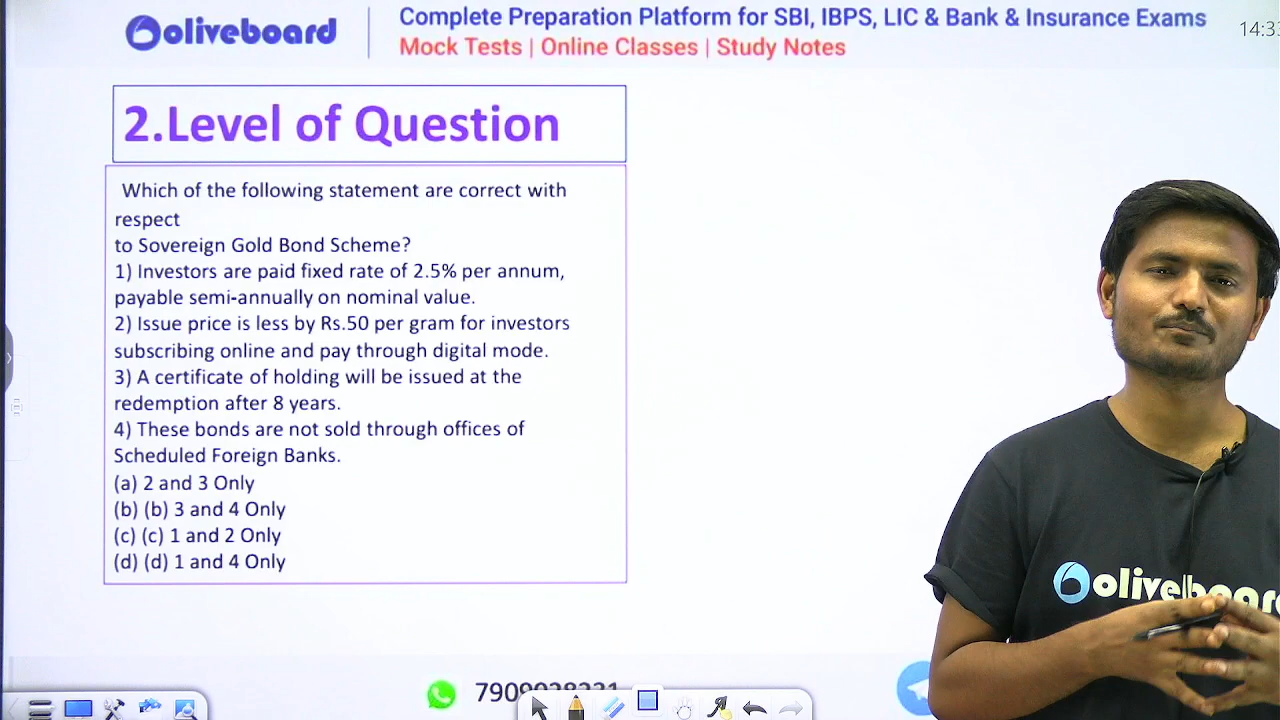 oliveboard
Complete Preparation Platform for SBI, IBPS, LIC & Bank & Insurance Exams
Mock Tests | Online Classes | Study Notes
14:33
2.Level of Question
Which of the following statement are correct with
respect
to Sovereign Gold Bond Scheme?
1) Investors are paid fixed rate of 2.5% per annum,
payable semi-annually on nominal value.
2) Issue price is less by Rs.50 per gram for investors
subscribing online and pay through digital mode.
3) A certificate of holding will be issued at the
redemption after 8 years.
4) These bonds are not sold through offices of
Scheduled Foreign Banks.
(a) 2 and 3 Only
(b) (b) 3 and 4 Only
(c) (c) 1 and 2 Only
(d) (d) 1 and 4 Only
oliveboar